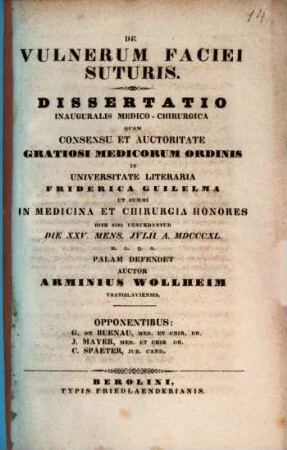 14
DE
VULNERUM FACIEI
SUTURIS.
DISSERTATIO
INAUGURALIS MEDICO-CHIRURGICA
QUAM
CONSENSU ET AUCTORITATE
GRATIOSI MEDICORUM ORDINIS
IN
UNIVERSITATE LITERARIA
FRIDERICA GUILELMA
UT SUMMI
IN MEDICINA ET CHIRURGIA HONORES
RITE SIBI CONCEDANTUR
DIE XXV. MENS. JVLII A. MDCCCXL.
H. L. Q. S.
PALAM DEFENDET
AUCTOR
ARMINIUS WOLLHEIM
VRATISLAVIENSIS.
OPPONENTIBUS:
G. DE BUENAU, MED. ET CHIR. DR.
J. MAYER, MED. ET CHIR. DR.
C. SPAETER, JUR. CAND.
BEROLINI,
TYPIS FRIEDLAENDERIANIS.